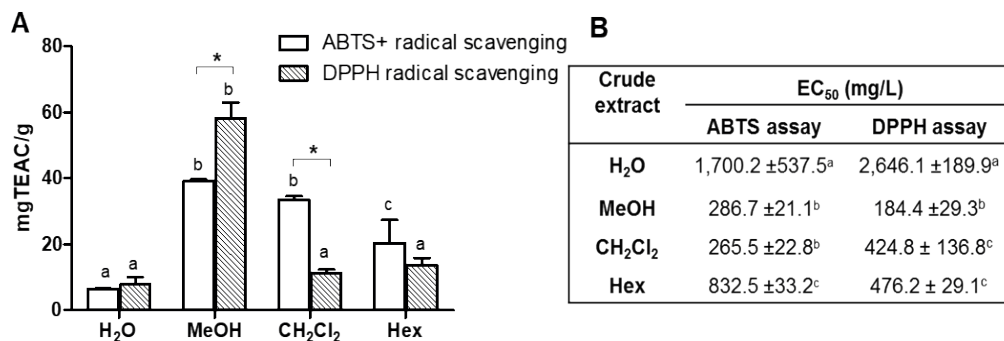 A
80
60
40
20
0
mgTEAC/g
ABTS+ radical scavenging
DPPH radical scavenging
*
*
a a b b b a c a
H₂O MeOH CH₂Cl₂ Hex
B
Crude extract
EC₅₀ (mg/L)
ABTS assay DPPH assay
H₂O 1,700.2 ±537.5ᵃ 2,646.1 ±189.9ᵃ
MeOH 286.7 ±21.1ᵇ 184.4 ±29.3ᵇ
CH₂Cl₂ 265.5 ±22.8ᵇ 424.8 ± 136.8ᶜ
Hex 832.5 ±33.2ᶜ 476.2 ± 29.1ᶜ